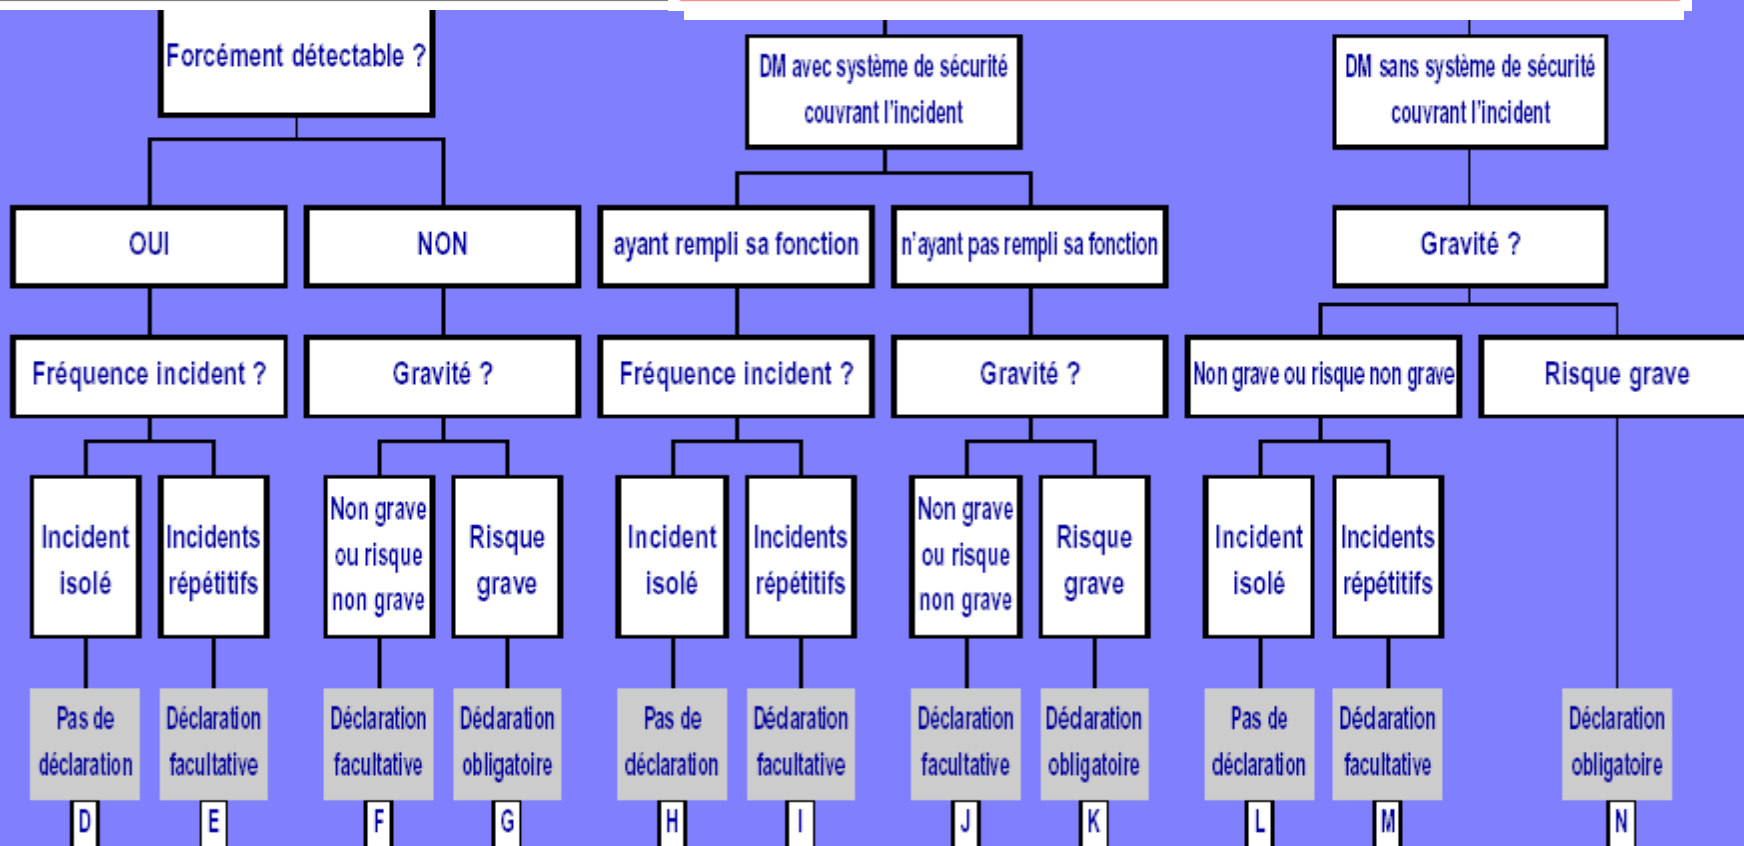 Forcément détectable ?
DM avec système de sécurité
couvrant l'incident
DM sans système de sécurité
couvrant l'incident
OUI
NON
ayant rempli sa fonction
n'ayant pas rempli sa fonction
Gravité ?
Fréquence incident ?
Gravité ?
Fréquence incident ?
Gravité ?
Non grave ou risque non grave
Risque grave
Incident
isolé
Incidents
répétitifs
Non grave
ou risque
non grave
Risque
grave
Incident
isolé
Incidents
répétitifs
Non grave
ou risque
non grave
Risque
grave
Incident
isolé
Incidents
répétitifs
Pas de
déclaration
Déclaration
facultative
Déclaration
facultative
Déclaration
obligatoire
Pas de
déclaration
Déclaration
facultative
Déclaration
facultative
Déclaration
obligatoire
Pas de
déclaration
Déclaration
facultative
Déclaration
obligatoire
D
E
F
G
H
I
J
K
L
M
N